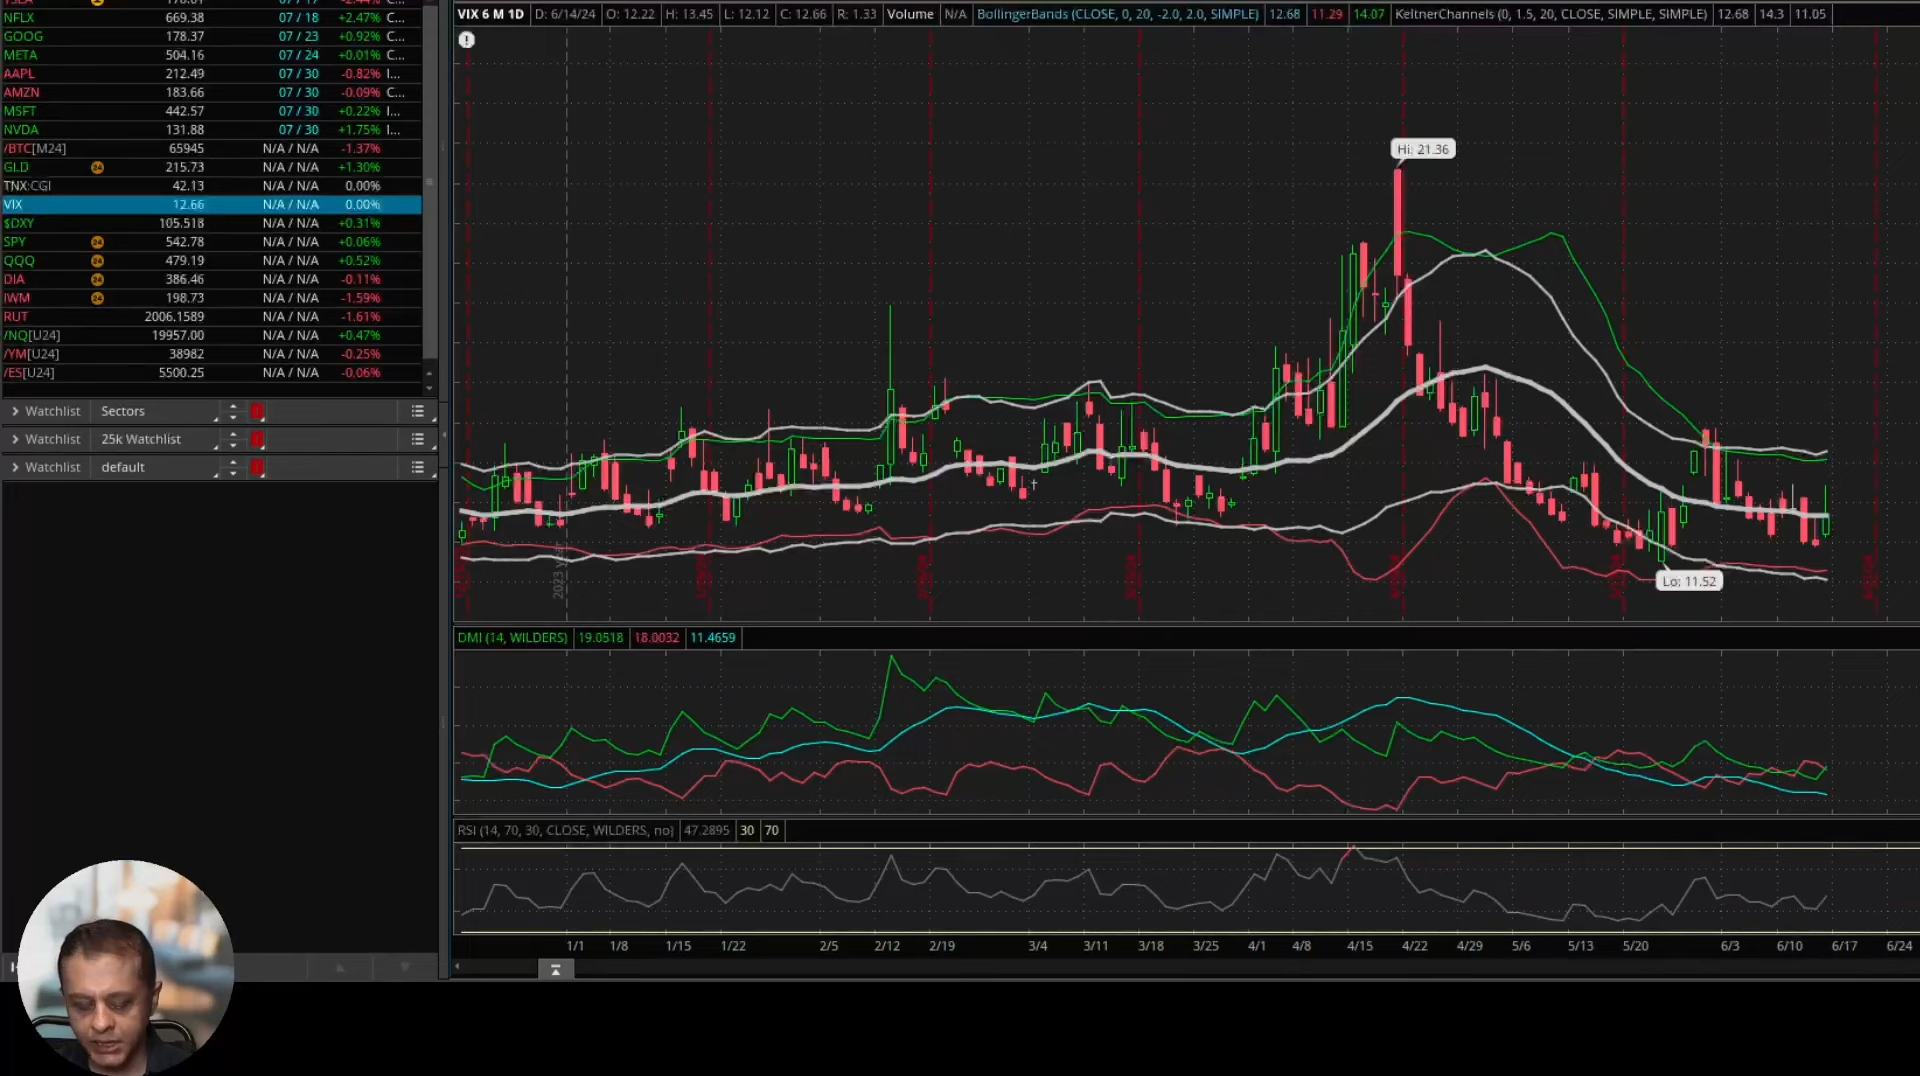 VIX 6 M 1D D: 6/14/24 O: 12.22 H: 13.45 L: 12.12 C: 12.66 R: 1.33 Volume N/A BollingerBands (CLOSE, 0, 20, -2.0, 2.0, SIMPLE) 12.68 11.29 14.07 KeltnerChannels (0, 1.5, 20, CLOSE, SIMPLE, SIMPLE) 12.68 14.3 11.05
NFLX 669.38 07 / 18 +2.47% C...
GOOG 178.37 07 / 23 +0.92% C...
META 504.16 07 / 24 +0.01% C...
AAPL 212.49 07 / 30 -0.82% I...
AMZN 183.66 07 / 30 -0.09% C...
MSFT 442.57 07 / 30 +0.22% I...
NVDA 131.88 07 / 30 +1.75% I...
/BTC[M24] 65945 N/A / N/A -1.37%
GLD 24 215.73 N/A / N/A +1.30%
TNX:CGI 42.13 N/A / N/A 0.00%
VIX 12.66 N/A / N/A 0.00%
$DXY 105.518 N/A / N/A +0.31%
SPY 24 542.78 N/A / N/A +0.06%
QQQ 24 479.19 N/A / N/A +0.52%
DIA 24 386.46 N/A / N/A -0.11%
IWM 24 198.73 N/A / N/A -1.59%
RUT 2006.1589 N/A / N/A -1.61%
/NQ[U24] 19957.00 N/A / N/A +0.47%
/YM[U24] 38982 N/A / N/A -0.25%
/ES[U24] 5500.25 N/A / N/A -0.06%
Watchlist Sectors
Watchlist 25k Watchlist
Watchlist default
Hi: 21.36
Lo: 11.52
2023 year
DMI (14, WILDERS) 19.0518 18.0032 11.4659
RSI (14, 70, 30, CLOSE, WILDERS, no) 47.2895 30 70
1/1 1/8 1/15 1/22 2/5 2/12 2/19 3/4 3/11 3/18 3/25 4/1 4/8 4/15 4/22 4/29 5/6 5/13 5/20 6/3 6/10 6/17 6/24